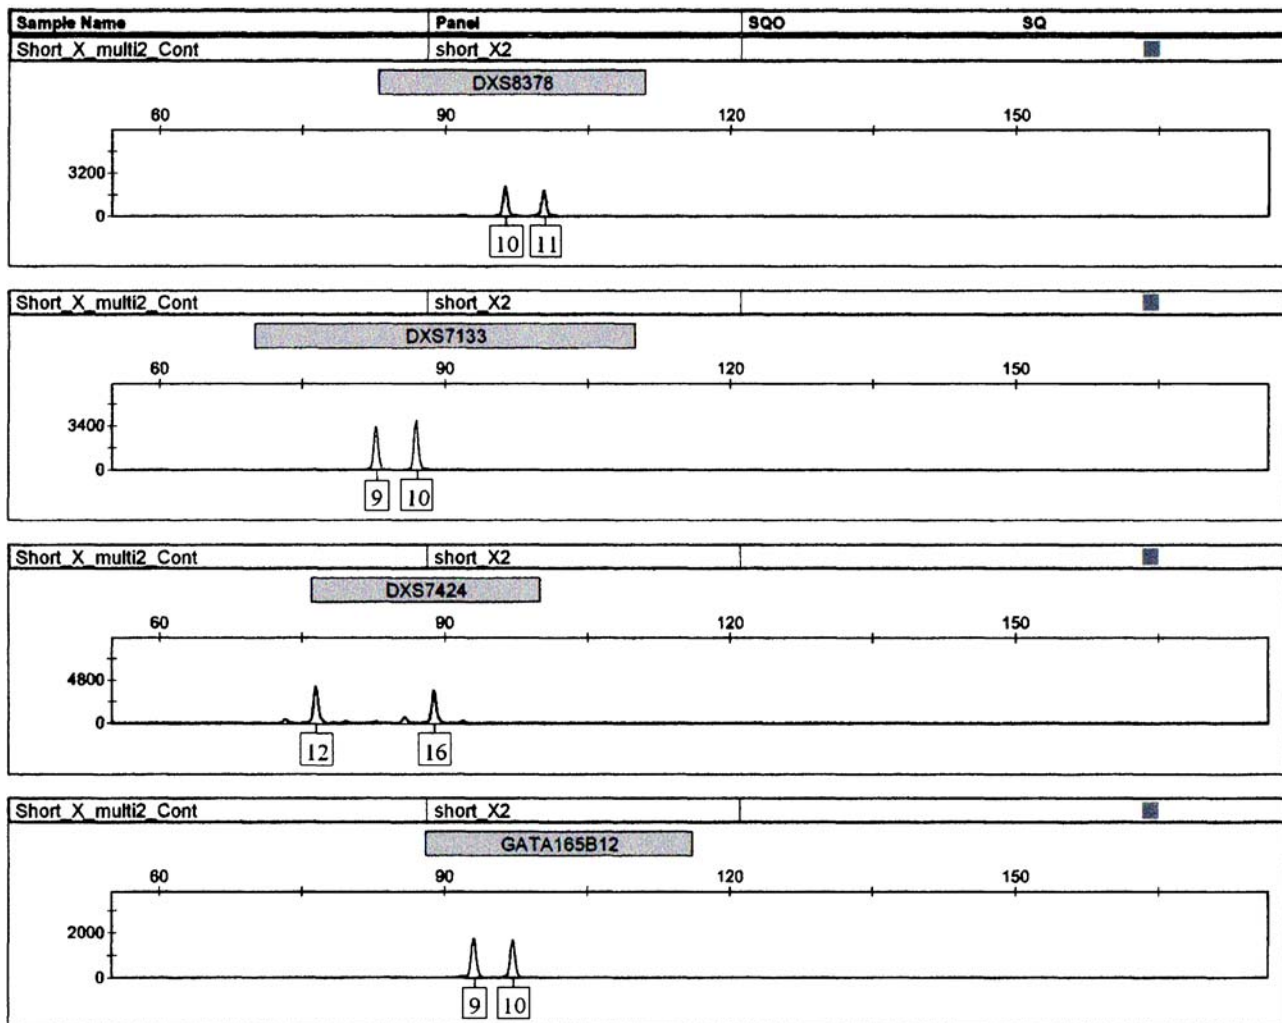 Sample Name Panel SQO SQ
Short_X_multi2_Cont short_X2
DXS8378
60 90 120 150
3200
0
10 11
Short_X_multi2_Cont short_X2
DXS7133
60 90 120 150
3400
0
9 10
Short_X_multi2_Cont short_X2
DXS7424
60 90 120 150
4800
0
12 16
Short_X_multi2_Cont short_X2
GATA165B12
60 90 120 150
2000
0
9 10